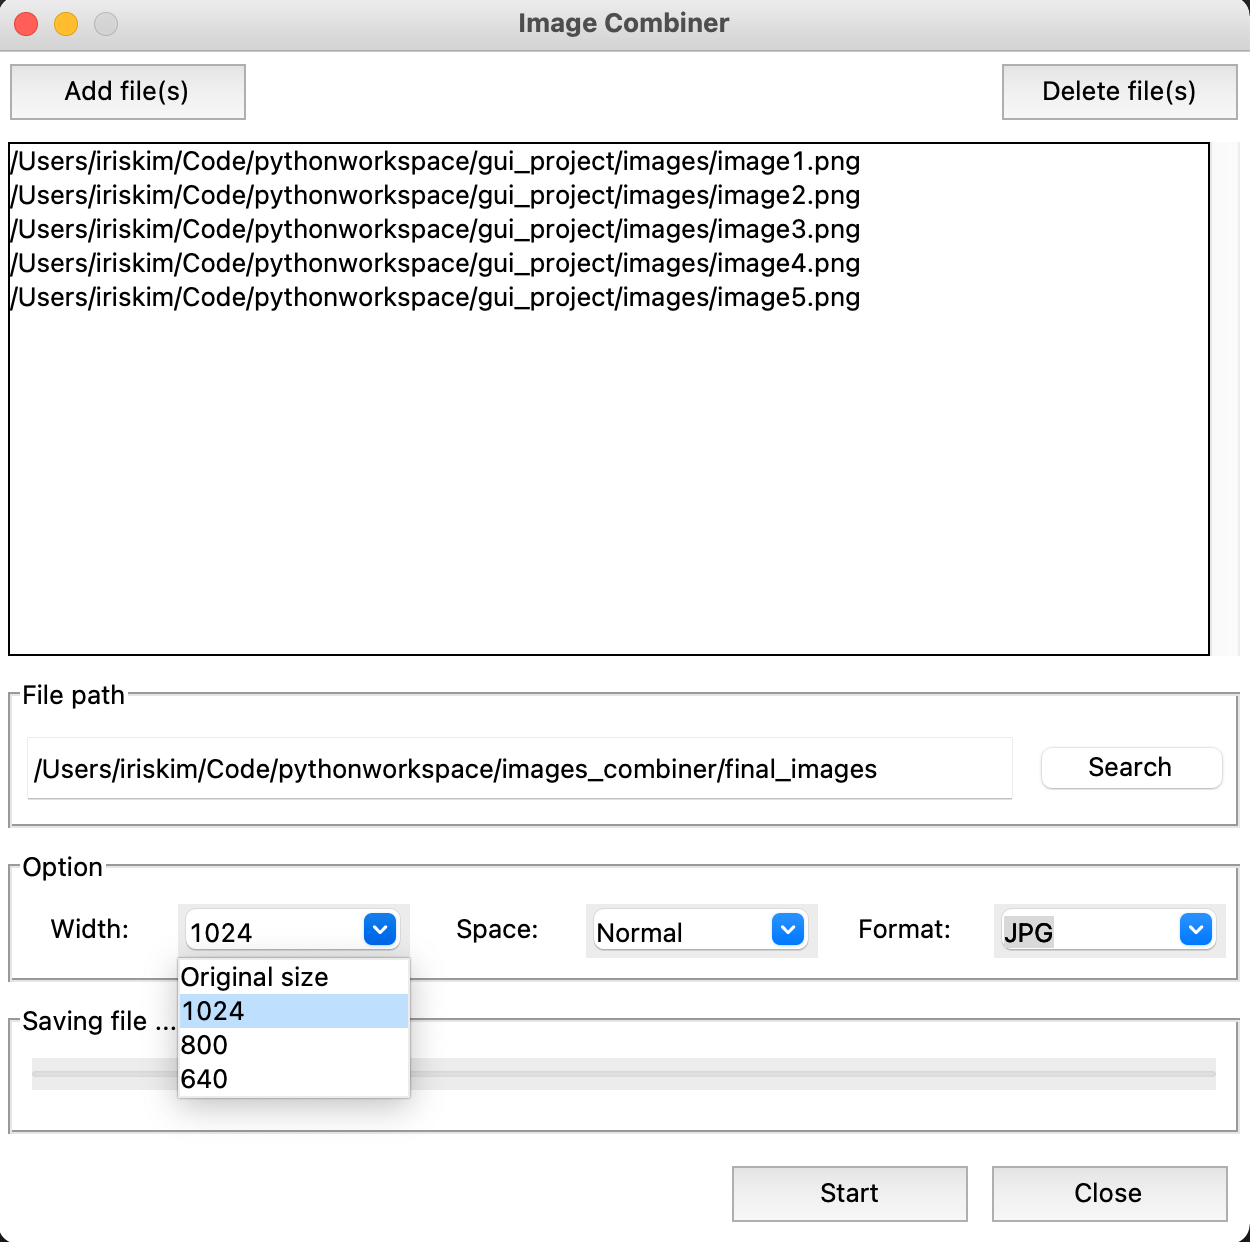 Image Combiner
Add file(s) Delete file(s)
/Users/iriskim/Code/pythonworkspace/gui_project/images/image1.png
/Users/iriskim/Code/pythonworkspace/gui_project/images/image2.png
/Users/iriskim/Code/pythonworkspace/gui_project/images/image3.png
/Users/iriskim/Code/pythonworkspace/gui_project/images/image4.png
/Users/iriskim/Code/pythonworkspace/gui_project/images/image5.png
File path
/Users/iriskim/Code/pythonworkspace/images_combiner/final_images Search
Option
Width: 1024 Space: Normal Format: JPG
Original size
1024
800
640
Saving file ...
Start Close